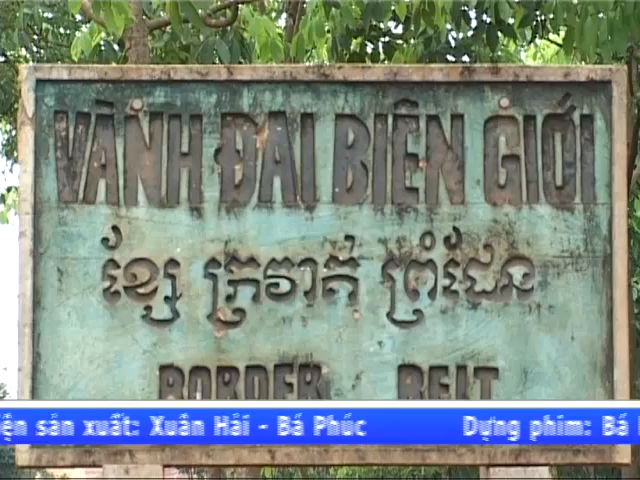 VÀNH ĐAI BIÊN GIỚI
ខ្សែ ក្រវាត់ ព្រំដែន
BORDER BELT
ện sản xuất: Xuân Hải - Bá Phúc Dựng phim: Bá